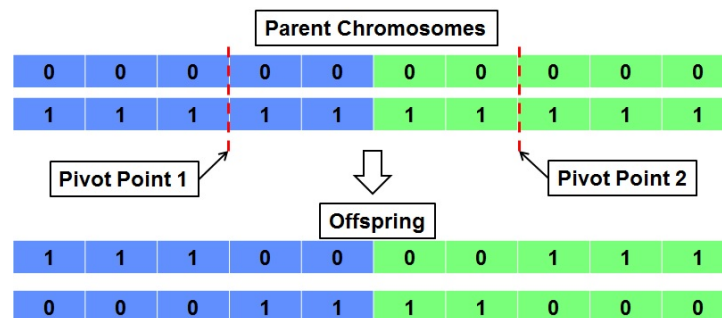 Parent Chromosomes
0 0 0 0 0 0 0 0 0 0
1 1 1 1 1 1 1 1 1 1
Pivot Point 1
Pivot Point 2
Offspring
1 1 1 0 0 0 0 1 1 1
0 0 0 1 1 1 1 0 0 0